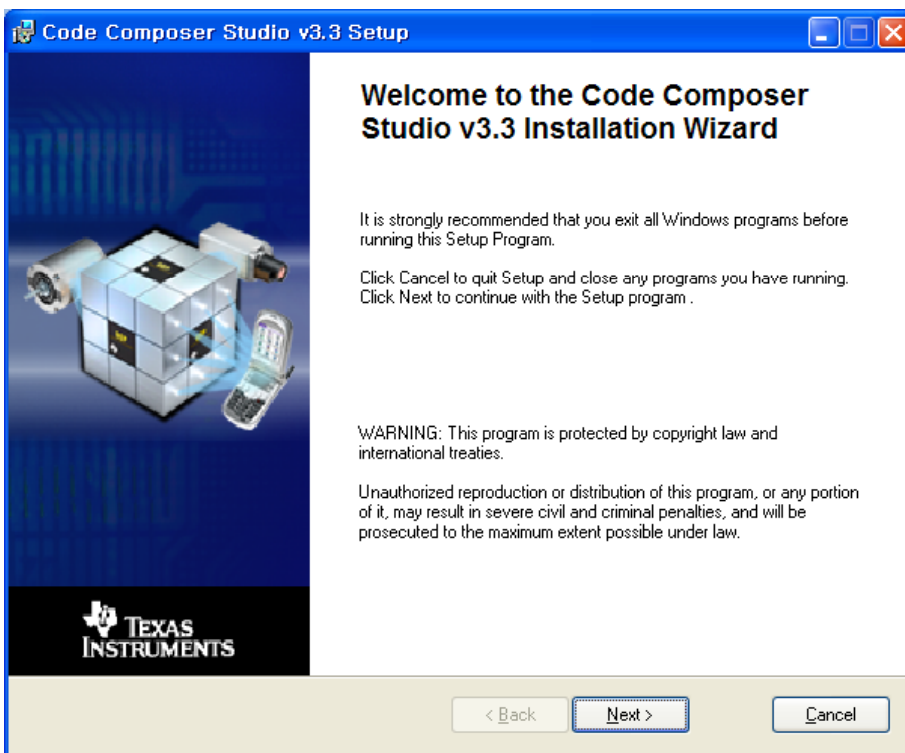 Code Composer Studio v3.3 Setup
Welcome to the Code Composer
Studio v3.3 Installation Wizard
It is strongly recommended that you exit all Windows programs before
running this Setup Program.
Click Cancel to quit Setup and close any programs you have running.
Click Next to continue with the Setup program .
WARNING: This program is protected by copyright law and
international treaties.
Unauthorized reproduction or distribution of this program, or any portion
of it, may result in severe civil and criminal penalties, and will be
prosecuted to the maximum extent possible under law.
TEXAS
INSTRUMENTS
< Back
Next >
Cancel